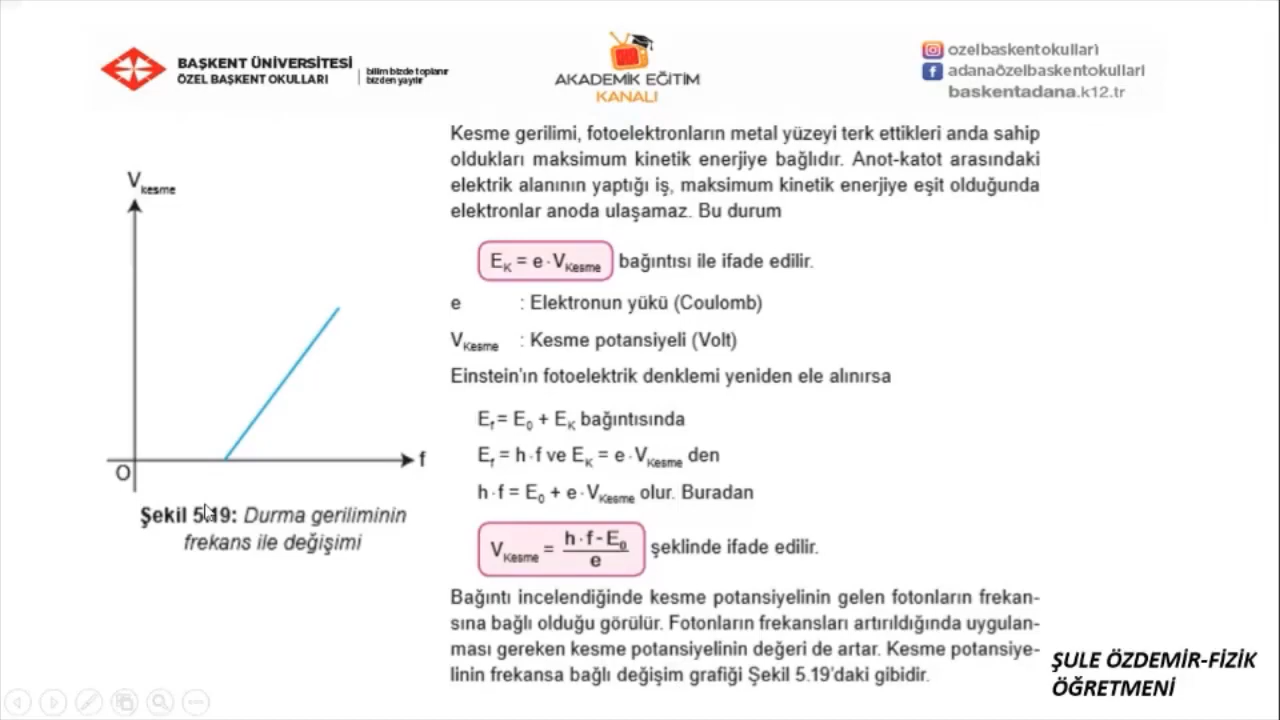 BAŞKENT ÜNİVERSİTESİ
ÖZEL BAŞKENT OKULLARI
bilim bizde toplanır
bizden yayılır
AKADEMİK EĞİTİM
KANALI
ozelbaskentokullari
adanaözelbaskentokullari
baskentadana.k12.tr
V kesme
O
f
Şekil 5.19: Durma geriliminin
frekans ile değişimi
Kesme gerilimi, fotoelektronların metal yüzeyi terk ettikleri anda sahip
oldukları maksimum kinetik enerjiye bağlıdır. Anot-katot arasındaki
elektrik alanının yaptığı iş, maksimum kinetik enerjiye eşit olduğunda
elektronlar anoda ulaşamaz. Bu durum
E_K = e · V_Kesme bağıntısı ile ifade edilir.
e : Elektronun yükü (Coulomb)
V_Kesme : Kesme potansiyeli (Volt)
Einstein'ın fotoelektrik denklemi yeniden ele alınırsa
E_f = E_0 + E_K bağıntısında
E_f = h · f ve E_K = e · V_Kesme den
h · f = E_0 + e · V_Kesme olur. Buradan
V_Kesme = (h · f - E_0) / e şeklinde ifade edilir.
Bağıntı incelendiğinde kesme potansiyelinin gelen fotonların frekan-
sına bağlı olduğu görülür. Fotonların frekansları artırıldığında uygulan-
ması gereken kesme potansiyelinin değeri de artar. Kesme potansiye-
linin frekansa bağlı değişim grafiği Şekil 5.19'daki gibidir.
ŞULE ÖZDEMİR-FİZİK
ÖĞRETMENİ